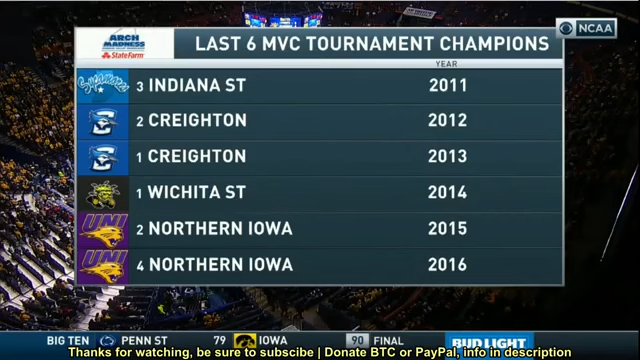 NCAA
ARCH
MADNESS
State Farm
LAST 6 MVC TOURNAMENT CHAMPIONS
YEAR
Sycamores
3 INDIANA ST 2011
2 CREIGHTON 2012
1 CREIGHTON 2013
1 WICHITA ST 2014
UNI
2 NORTHERN IOWA 2015
UNI
4 NORTHERN IOWA 2016
BIG TEN PENN ST 79 IOWA 90 FINAL BUD LIGHT
Thanks for watching, be sure to subscibe | Donate BTC or PayPal, info in description